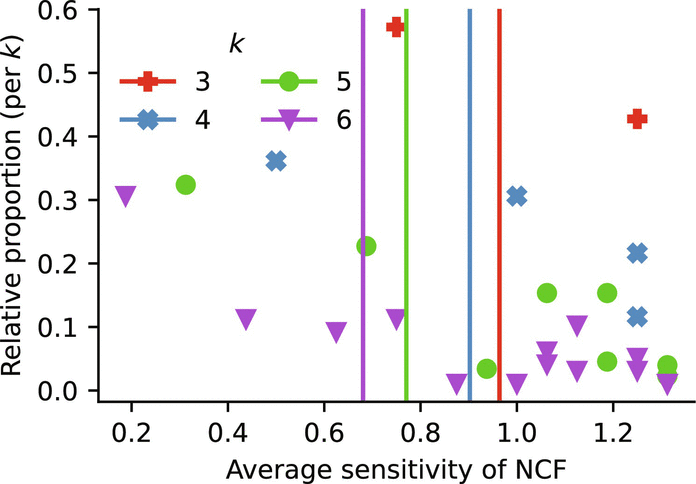 0.6
0.5
0.4
0.3
0.2
0.1
0.0
Relative proportion (per k)
k
3 5
4 6
0.2 0.4 0.6 0.8 1.0 1.2
Average sensitivity of NCF